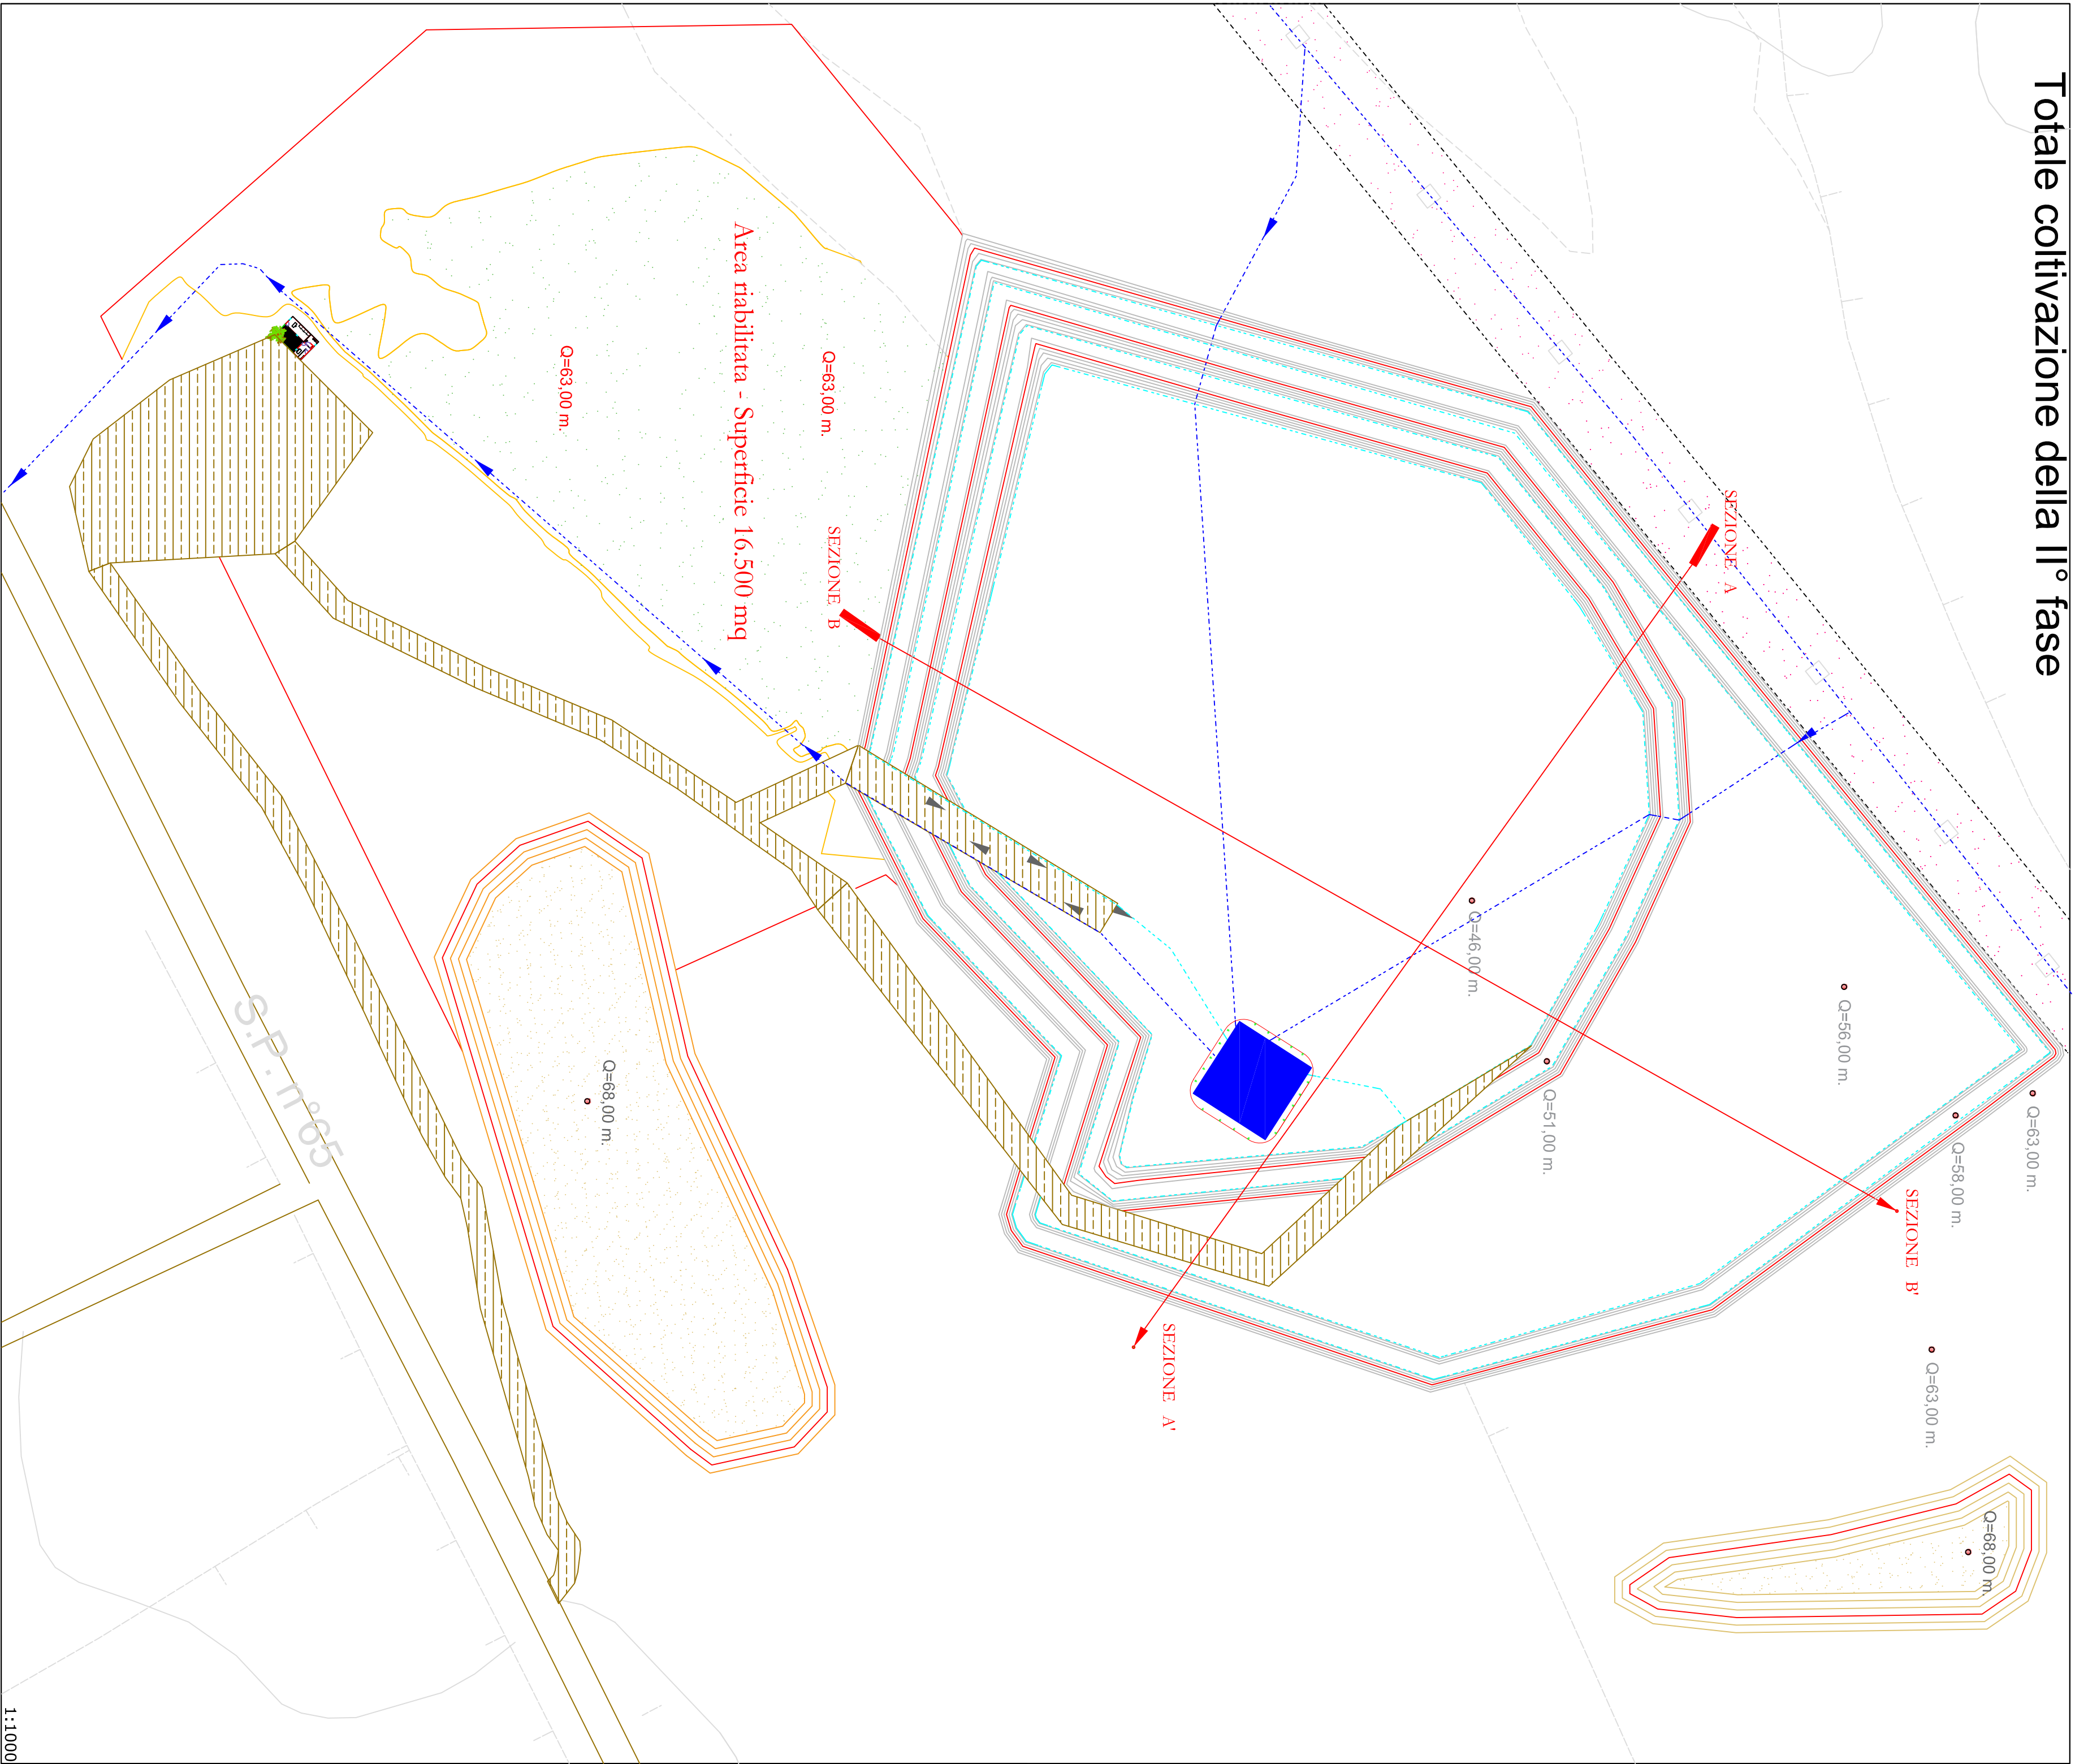 Totale coltivazione della II° fase
SEZIONE A
Q=63,00 m.
Q=56,00 m.
Q=58,00 m.
SEZIONE B'
Q=63,00 m.
Q=68,00 m.
Q=51,00 m.
Q=46,00 m.
SEZIONE A'
SEZIONE B
Q=63,00 m.
Area riabilitata - Superficie 16.500 mq
Q=63,00 m.
Q=68,00 m.
S.P. n°65
1:1000